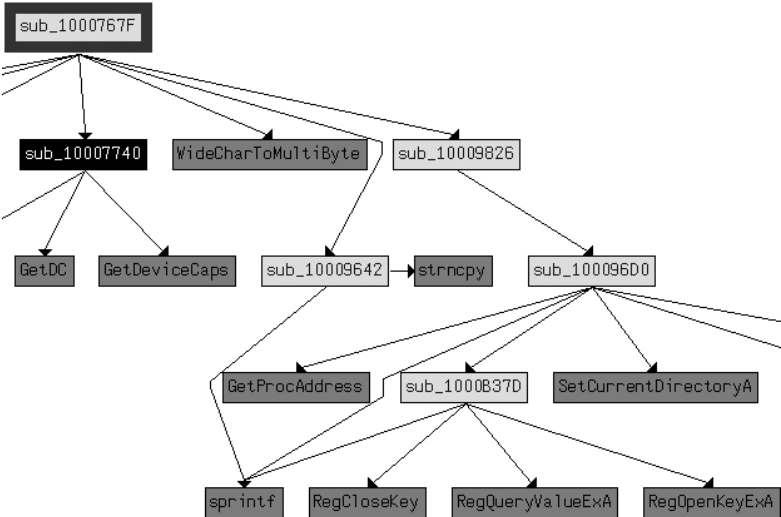 sub_1000767F
sub_10007740
WideCharToMultiByte
sub_10009826
GetDC
GetDeviceCaps
sub_10009642
strncpy
sub_100096D0
GetProcAddress
sub_1000B37D
SetCurrentDirectoryA
sprintf
RegCloseKey
RegQueryValueExA
RegOpenKeyExA